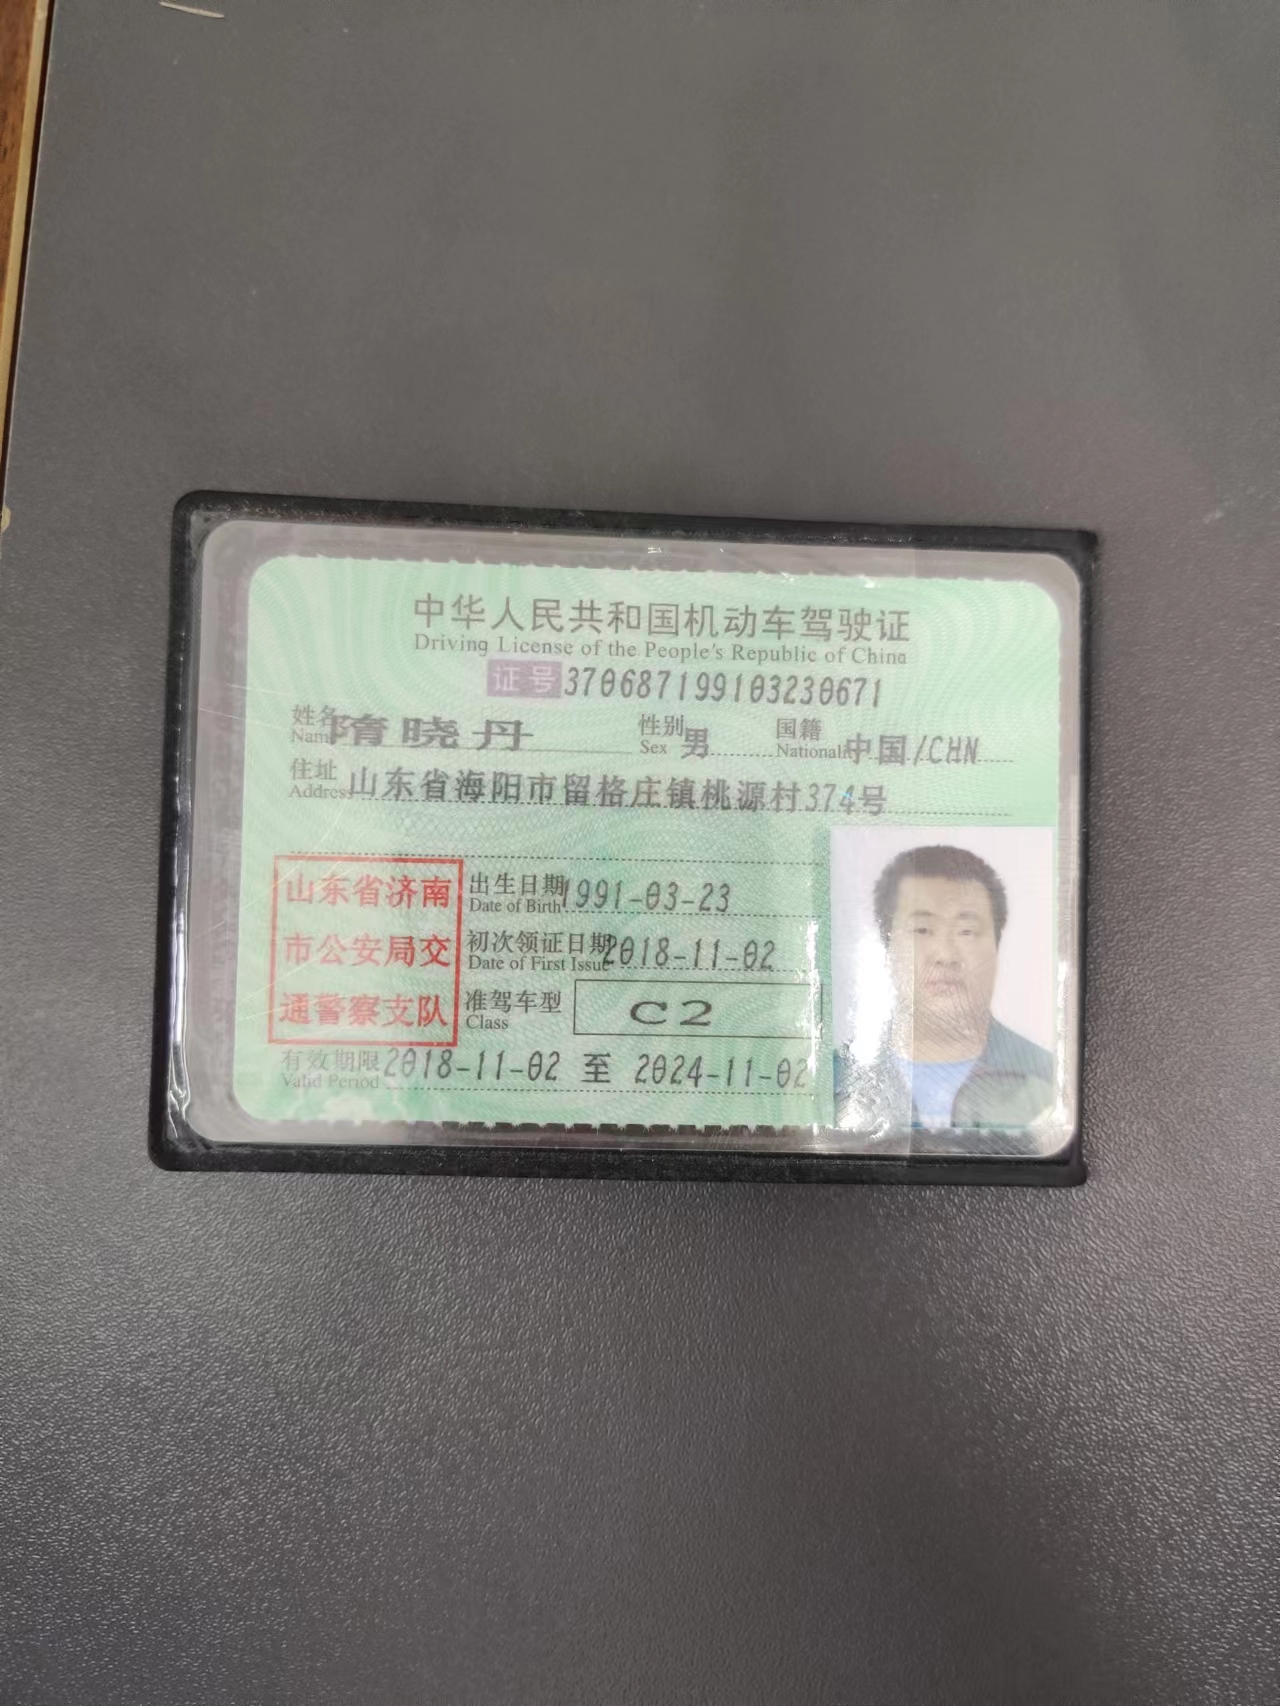 中华人民共和国机动车驾驶证
Driving License of the People's Republic of China
证号 370687199103230671
姓名 隋晓丹 性别 男 国籍 中国/CHN
Name Sex Nationality
住址 山东省海阳市留格庄镇桃源村374号
Address
山东省济南
市公安局交
通警察支队
出生日期 1991-03-23
Date of Birth
初次领证日期 2018-11-02
Date of First Issue
准驾车型 C2
Class
有效期限 2018-11-02 至 2024-11-02
Valid Period